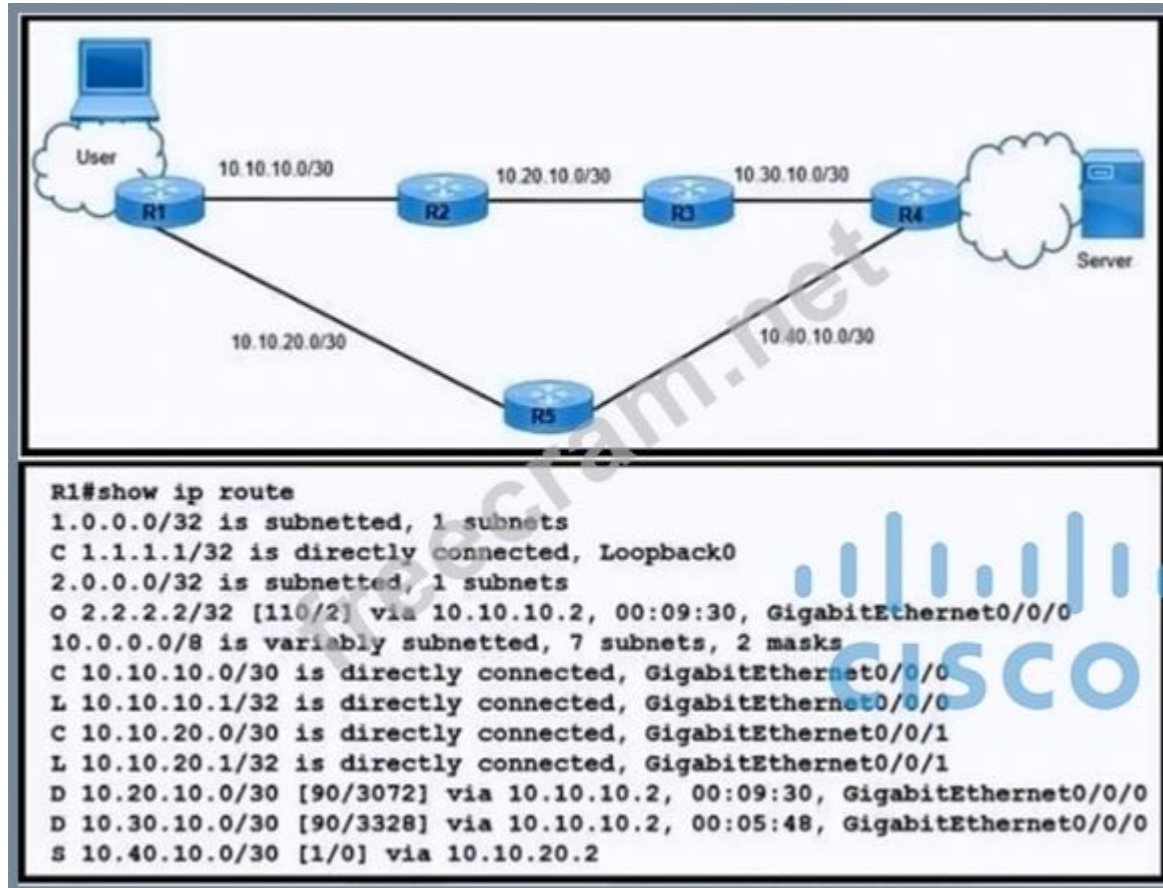 User
10.10.10.0/30
10.20.10.0/30
10.30.10.0/30
R1
R2
R3
R4
Server
10.10.20.0/30
10.40.10.0/30
R5
freecram.net
R1#show ip route
1.0.0.0/32 is subnetted, 1 subnets
C 1.1.1.1/32 is directly connected, Loopback0
2.0.0.0/32 is subnetted, 1 subnets
O 2.2.2.2/32 [110/2] via 10.10.10.2, 00:09:30, GigabitEthernet0/0/0
10.0.0.0/8 is variably subnetted, 7 subnets, 2 masks
C 10.10.10.0/30 is directly connected, GigabitEthernet0/0/0
L 10.10.10.1/32 is directly connected, GigabitEthernet0/0/0
C 10.10.20.0/30 is directly connected, GigabitEthernet0/0/1
L 10.10.20.1/32 is directly connected, GigabitEthernet0/0/1
D 10.20.10.0/30 [90/3072] via 10.10.10.2, 00:09:30, GigabitEthernet0/0/0
D 10.30.10.0/30 [90/3328] via 10.10.10.2, 00:05:48, GigabitEthernet0/0/0
S 10.40.10.0/30 [1/0] via 10.10.20.2
CISCO